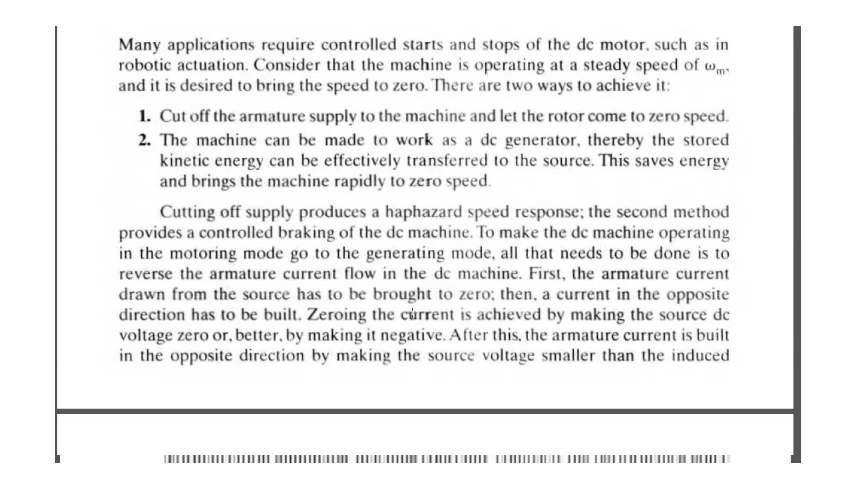 Many applications require controlled starts and stops of the dc motor, such as in
robotic actuation. Consider that the machine is operating at a steady speed of ωm,
and it is desired to bring the speed to zero. There are two ways to achieve it:
1. Cut off the armature supply to the machine and let the rotor come to zero speed.
2. The machine can be made to work as a dc generator, thereby the stored
kinetic energy can be effectively transferred to the source. This saves energy
and brings the machine rapidly to zero speed.
Cutting off supply produces a haphazard speed response; the second method
provides a controlled braking of the dc machine. To make the dc machine operating
in the motoring mode go to the generating mode, all that needs to be done is to
reverse the armature current flow in the dc machine. First, the armature current
drawn from the source has to be brought to zero; then, a current in the opposite
direction has to be built. Zeroing the current is achieved by making the source dc
voltage zero or, better, by making it negative. After this, the armature current is built
in the opposite direction by making the source voltage smaller than the induced